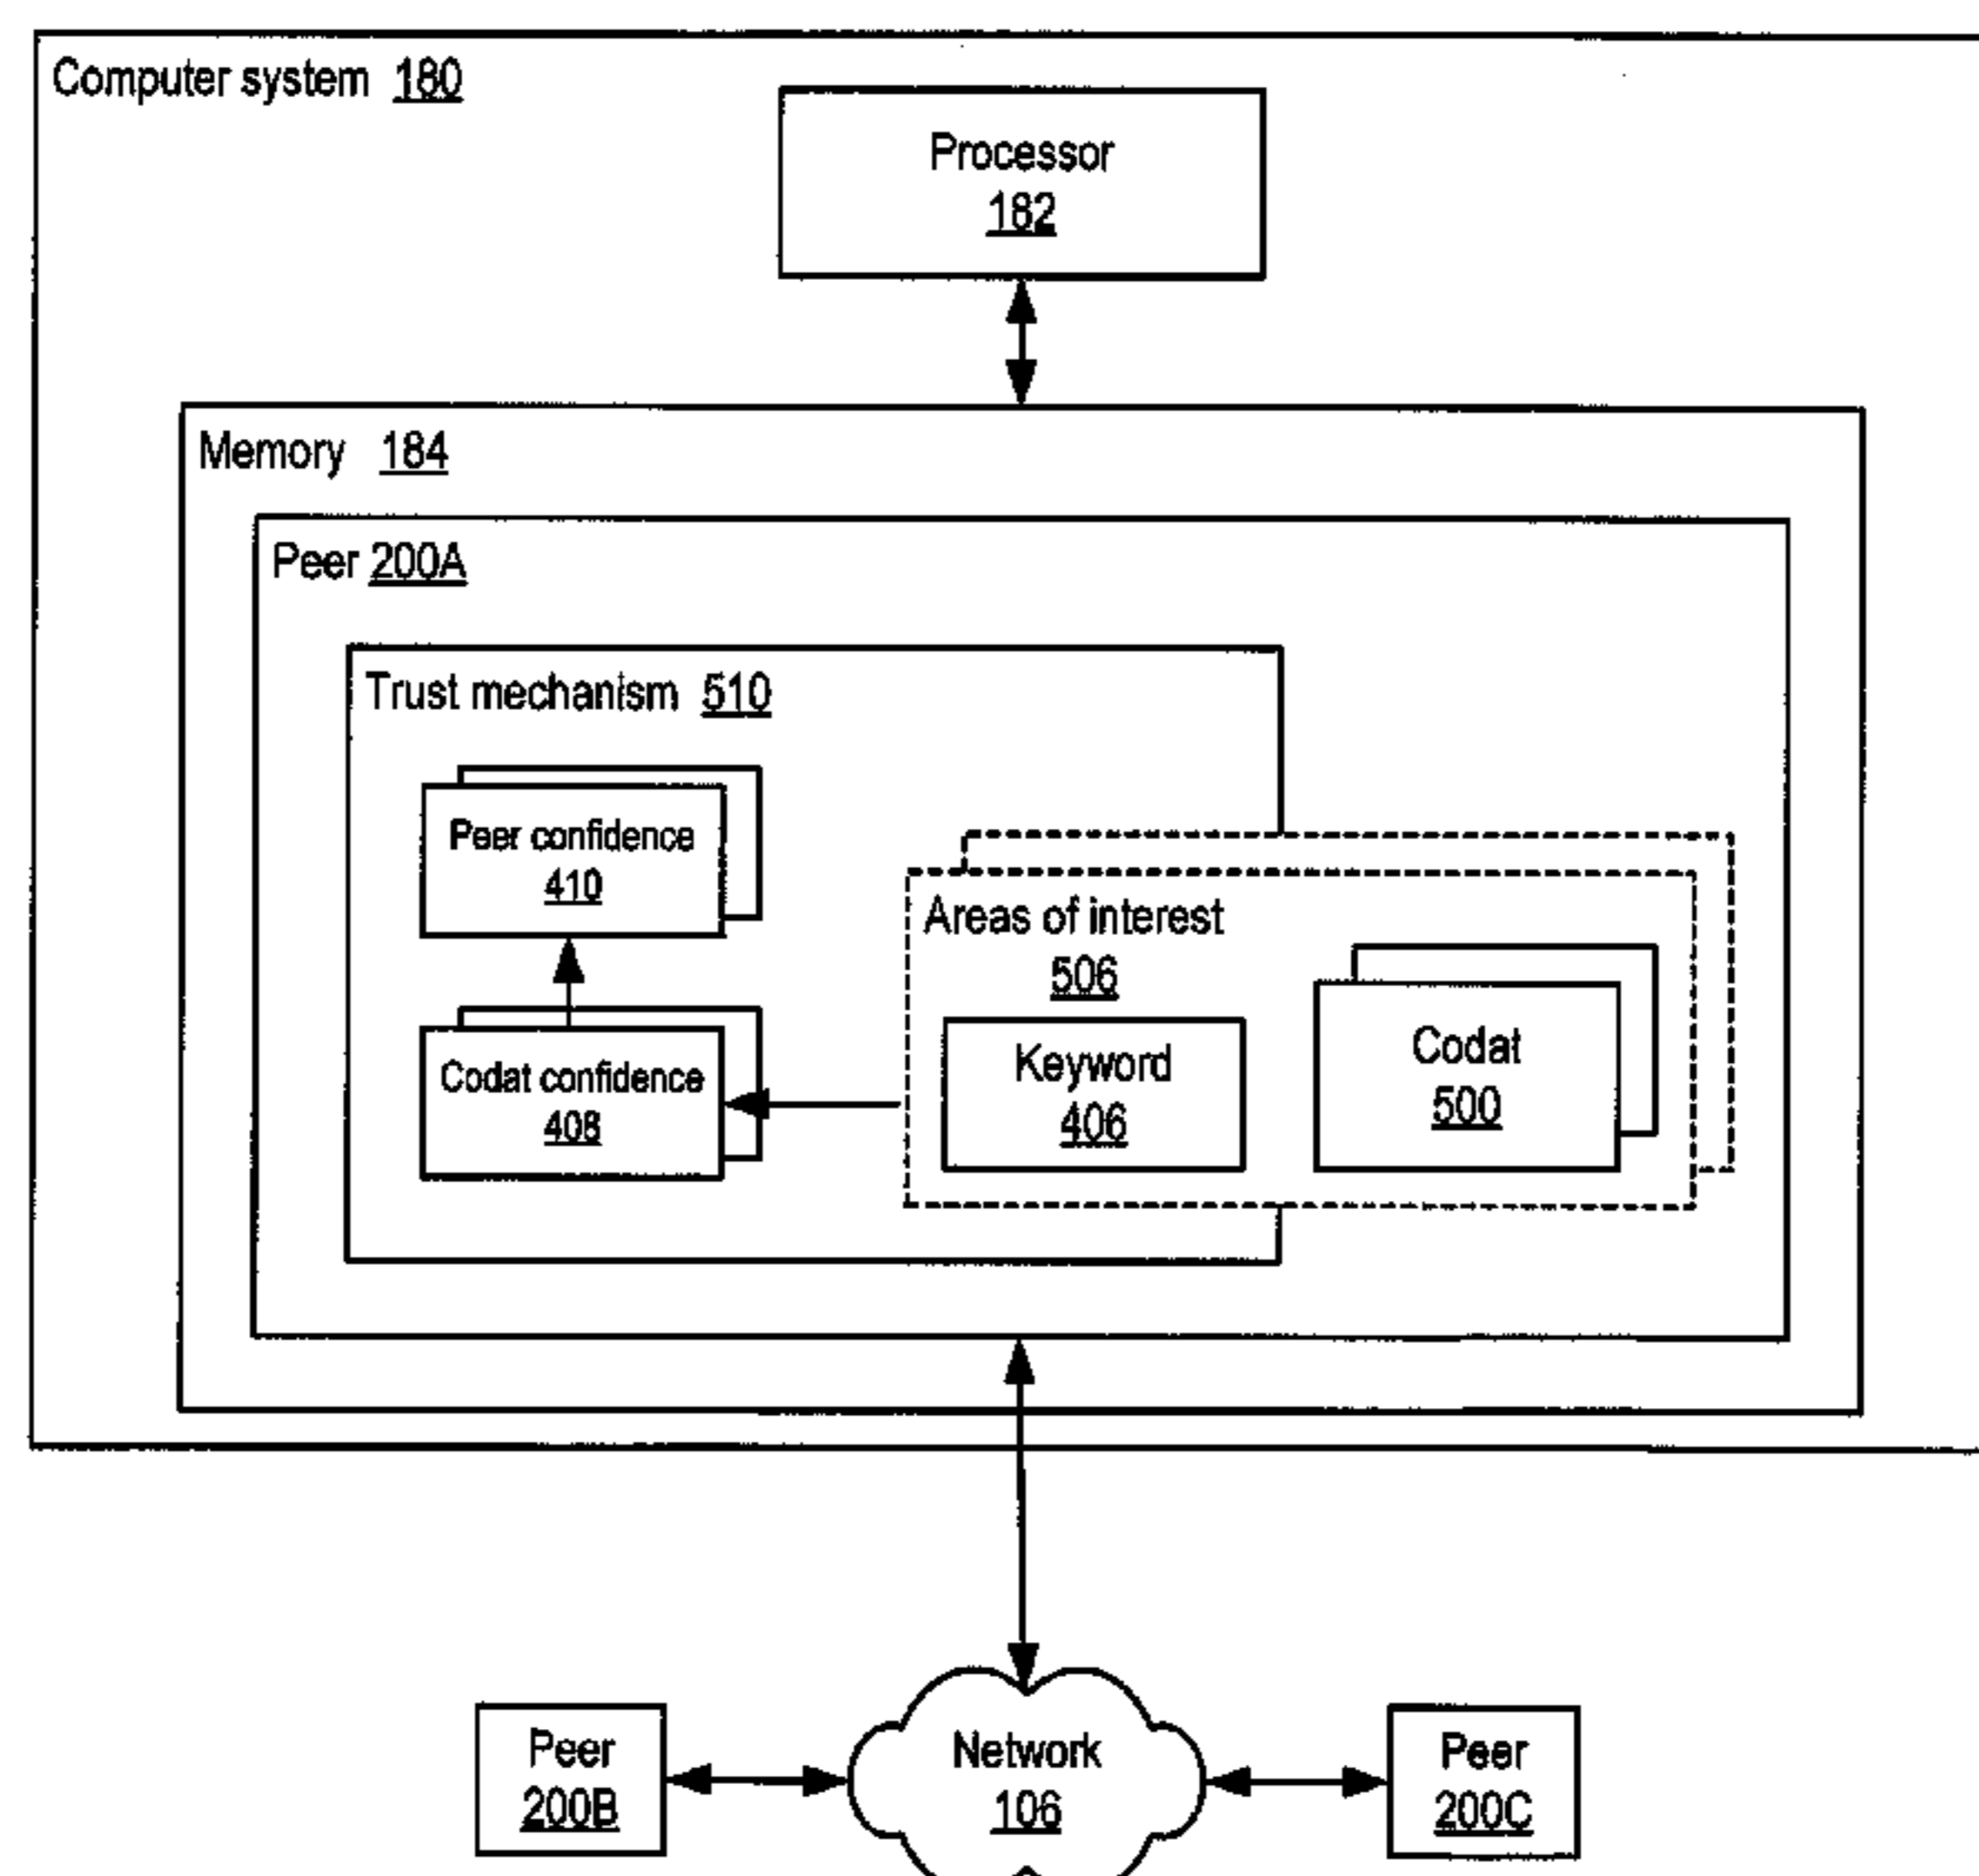 Computer system 180
Processor
182
Memory 184
Peer 200A
Trust mechanism 510
Peer confidence
410
Areas of interest
506
Codat confidence
408
Keyword
406
Codat
500
Peer
200B
Network
106
Peer
200C